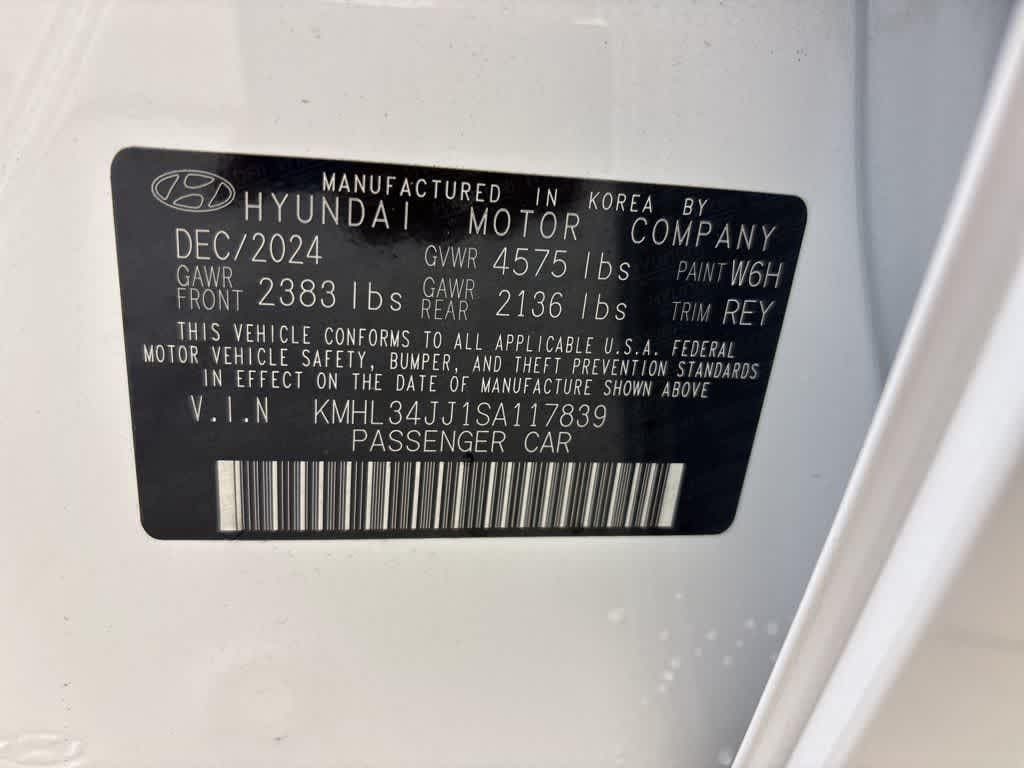 MANUFACTURED IN KOREA BY
HYUNDAI MOTOR COMPANY
DEC/2024 GVWR 4575 lbs PAINT W6H
GAWR FRONT 2383 lbs GAWR REAR 2136 lbs TRIM REY
THIS VEHICLE CONFORMS TO ALL APPLICABLE U.S.A. FEDERAL
MOTOR VEHICLE SAFETY, BUMPER, AND THEFT PREVENTION STANDARDS
IN EFFECT ON THE DATE OF MANUFACTURE SHOWN ABOVE
V.I.N KMHL34JJ1SA117839
PASSENGER CAR